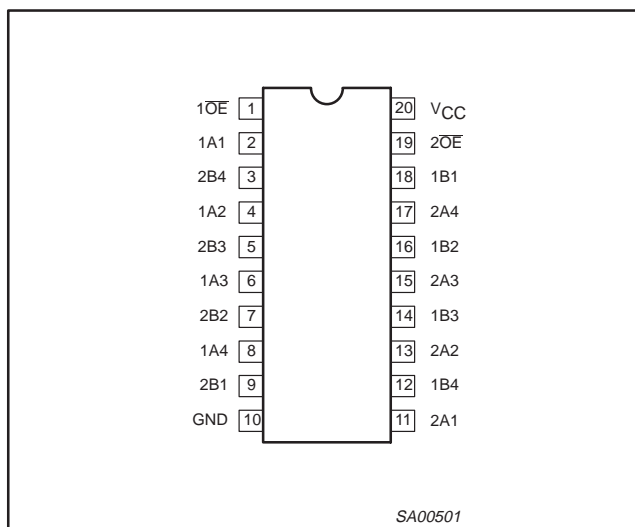 1O̅E̅ 1 20 VCC
1A1 2 19 2O̅E̅
2B4 3 18 1B1
1A2 4 17 2A4
2B3 5 16 1B2
1A3 6 15 2A3
2B2 7 14 1B3
1A4 8 13 2A2
2B1 9 12 1B4
GND 10 11 2A1
SA00501